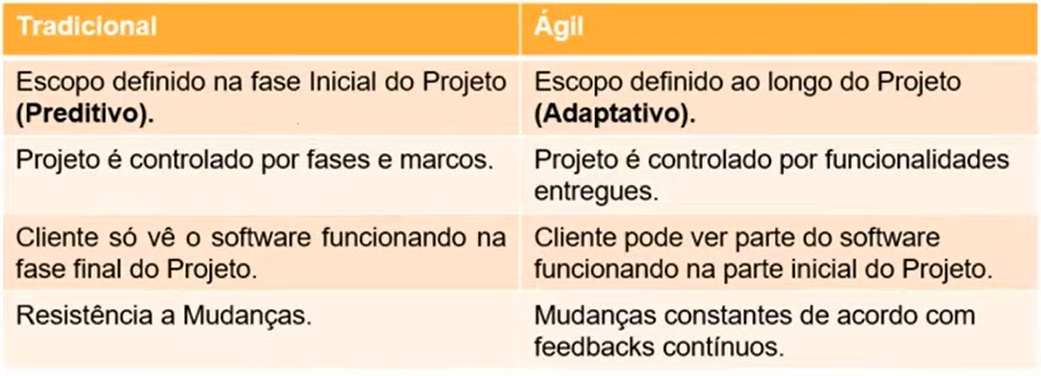 Tradicional
Ágil
Escopo definido na fase Inicial do Projeto
(Preditivo).
Escopo definido ao longo do Projeto
(Adaptativo).
Projeto é controlado por fases e marcos.
Projeto é controlado por funcionalidades
entregues.
Cliente só vê o software funcionando na
fase final do Projeto.
Cliente pode ver parte do software
funcionando na parte inicial do Projeto.
Resistência a Mudanças.
Mudanças constantes de acordo com
feedbacks contínuos.